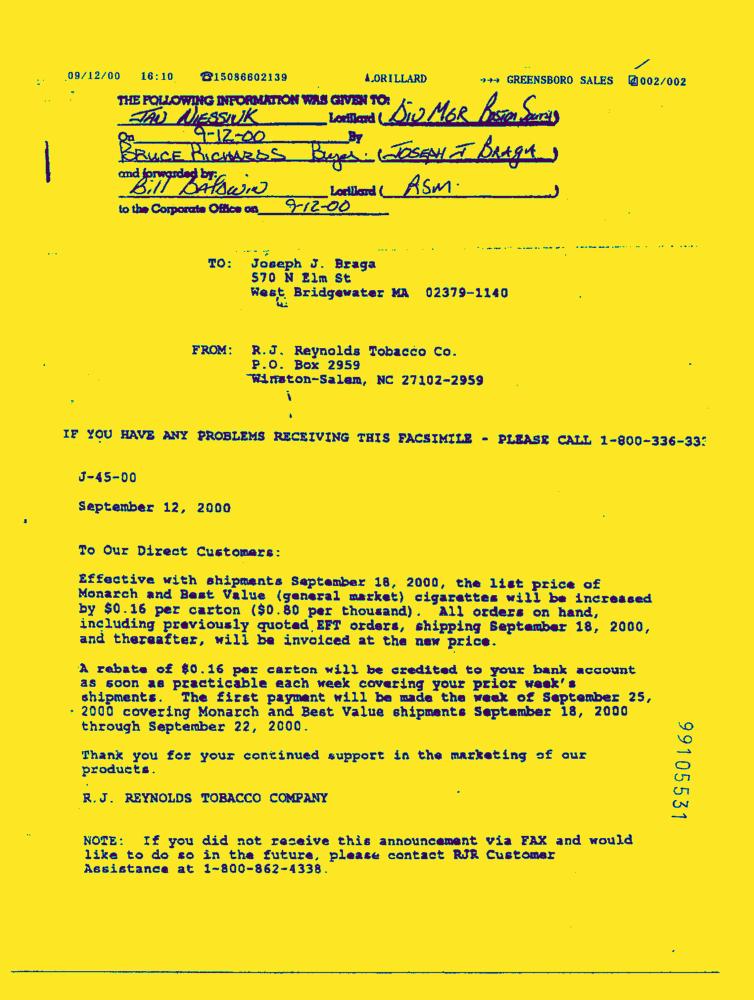 09/12/00 16:10 ☎15086602139 LORILLARD →→→ GREENSBORO SALES 002/002
THE FOLLOWING INFORMATION WAS GIVEN TO:
JAN NIESSINK Lorillard ( Div MGR Boston South)
On 9-12-00 By
BRUCE RICHARDS Buyer. (JOSEPH J BRAGA )
and forwarded by:
Bill BALDWIN Lorillard ( ASM. )
to the Corporate Office on 9-12-00
TO: Joseph J. Braga
570 N Elm St
West Bridgewater MA 02379-1140
FROM: R.J. Reynolds Tobacco Co.
P.O. Box 2959
Winston-Salem, NC 27102-2959
IF YOU HAVE ANY PROBLEMS RECEIVING THIS FACSIMILE - PLEASE CALL 1-800-336-33
J-45-00
September 12, 2000
To Our Direct Customers:
Effective with shipments September 18, 2000, the list price of
Monarch and Best Value (general market) cigarettes will be increased
by $0.16 per carton ($0.80 per thousand). All orders on hand,
including previously quoted EFT orders, shipping September 18, 2000,
and thereafter, will be invoiced at the new price.
A rebate of $0.16 per carton will be credited to your bank account
as soon as practicable each week covering your prior week's
shipments. The first payment will be made the week of September 25,
2000 covering Monarch and Best Value shipments September 18, 2000
through September 22, 2000.
Thank you for your continued support in the marketing of our
products.
R.J. REYNOLDS TOBACCO COMPANY
99105531
NOTE: If you did not receive this announcement via FAX and would
like to do so in the future, please contact RJR Customer
Assistance at 1-800-862-4338.